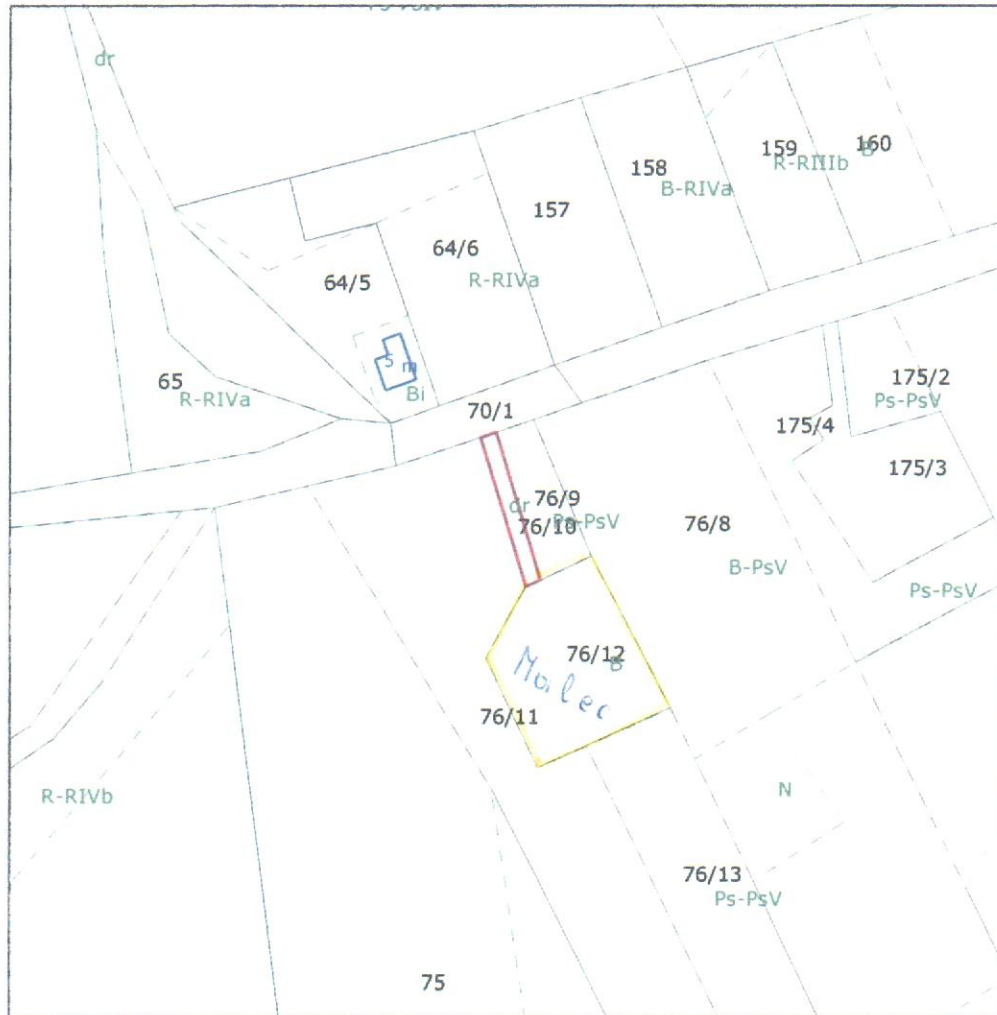 dr
160
B
159
R-RIIIb
158
B-RIVa
157
64/6
R-RIVa
64/5
5
m
Bi
65
R-RIVa
70/1
175/2
Ps-PsV
175/4
175/3
76/9
dr
76/10
Ps-PsV
76/8
B-PsV
Ps-PsV
76/12
B
Malec
76/11
R-RIVb
N
76/13
Ps-PsV
75